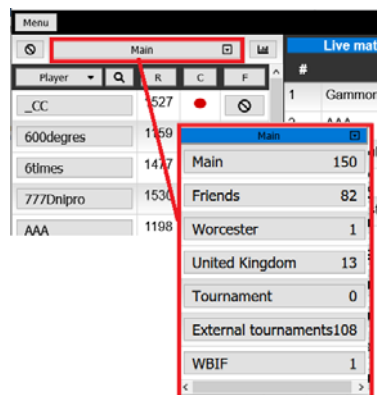 Menu
Main
Live mat
Player Q R C F
#
_CC 1527
1 Gammon
600degres 1159
6times 1477
777Dnipro 1530
AAA 1198
Main
Main 150
Friends 82
Worcester 1
United Kingdom 13
Tournament 0
External tournaments108
WBIF 1